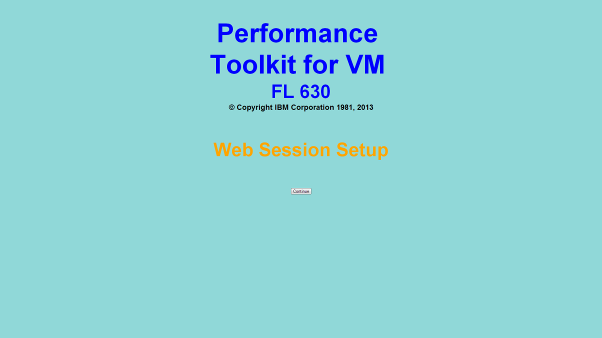 Performance
Toolkit for VM
FL 630
© Copyright IBM Corporation 1981, 2013
Web Session Setup
Continue